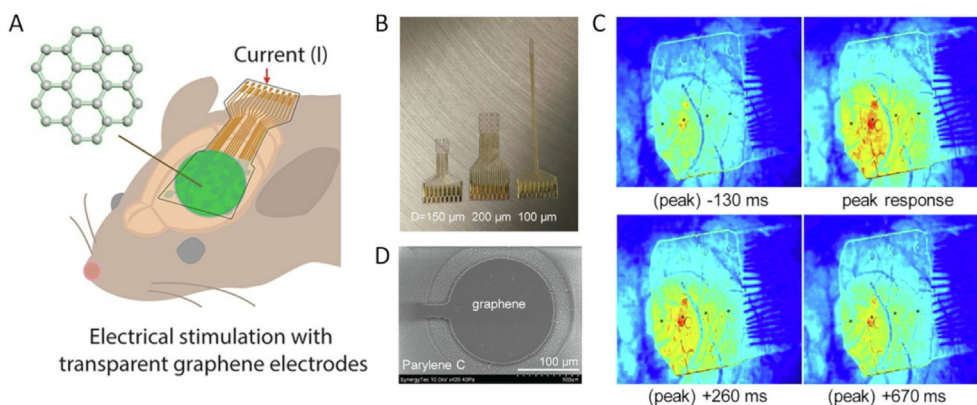 A
Current (I)
Electrical stimulation with
transparent graphene electrodes
B
D=150 µm 200 µm 100 µm
C
(peak) -130 ms
peak response
(peak) +260 ms
(peak) +670 ms
D
graphene
Parylene C
100 µm